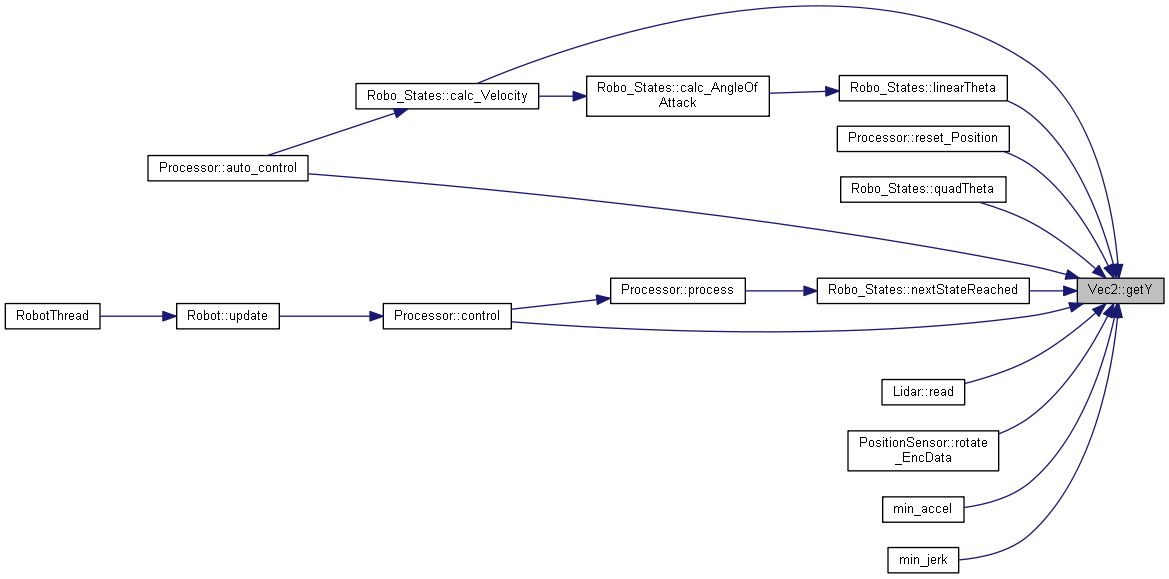 Robo_States::calc_Velocity
Robo_States::calc_AngleOf
Attack
Robo_States::linearTheta
Processor::reset_Position
Processor::auto_control
Robo_States::quadTheta
Vec2::getY
Processor::process
Robo_States::nextStateReached
RobotThread
Robot::update
Processor::control
Lidar::read
PositionSensor::rotate
_EncData
min_accel
min_jerk